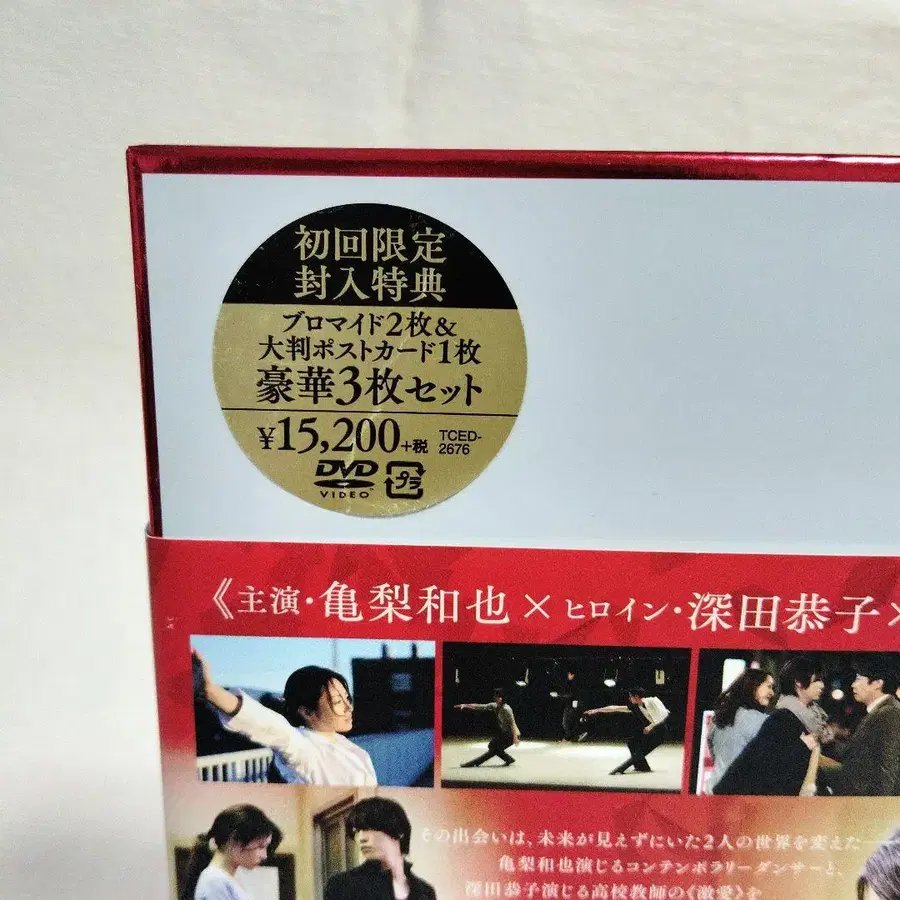 初回限定
封入特典
ブロマイド2枚&
大判ポストカード1枚
豪華3枚セット
¥15,200+税 TCED-2676
DVD VIDEO プラ
《主演・亀梨和也×ヒロイン・深田恭子×
その出会いは、未来が見えずにいた2人の世界を変えた――
亀梨和也演じるコンテンポラリーダンサーと、
深田恭子演じる高校教師の《激愛》を